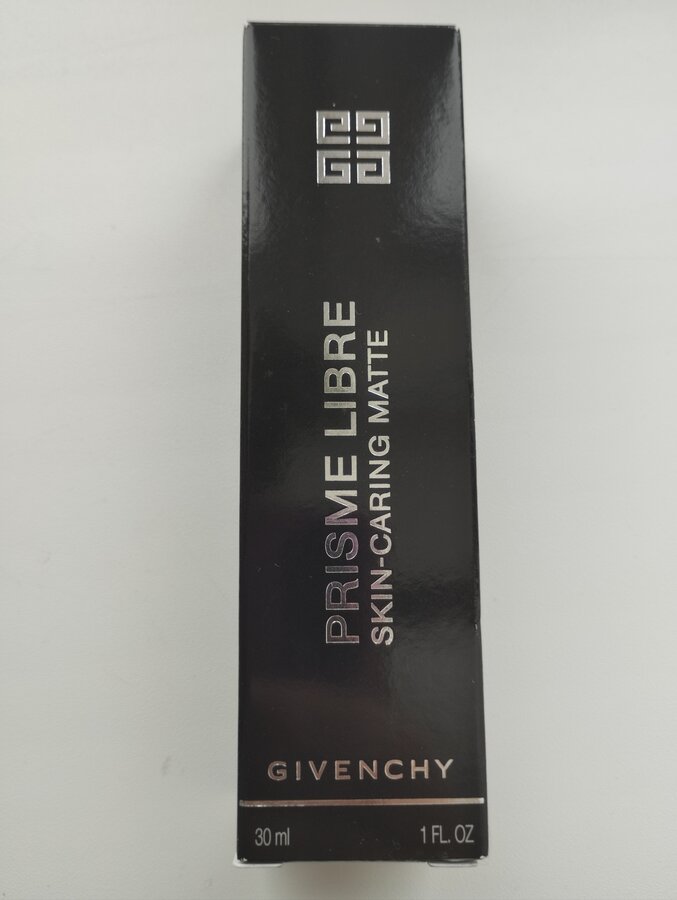 PRISME LIBRE
SKIN-CARING MATTE
GIVENCHY
30 ml
1 FL. OZ